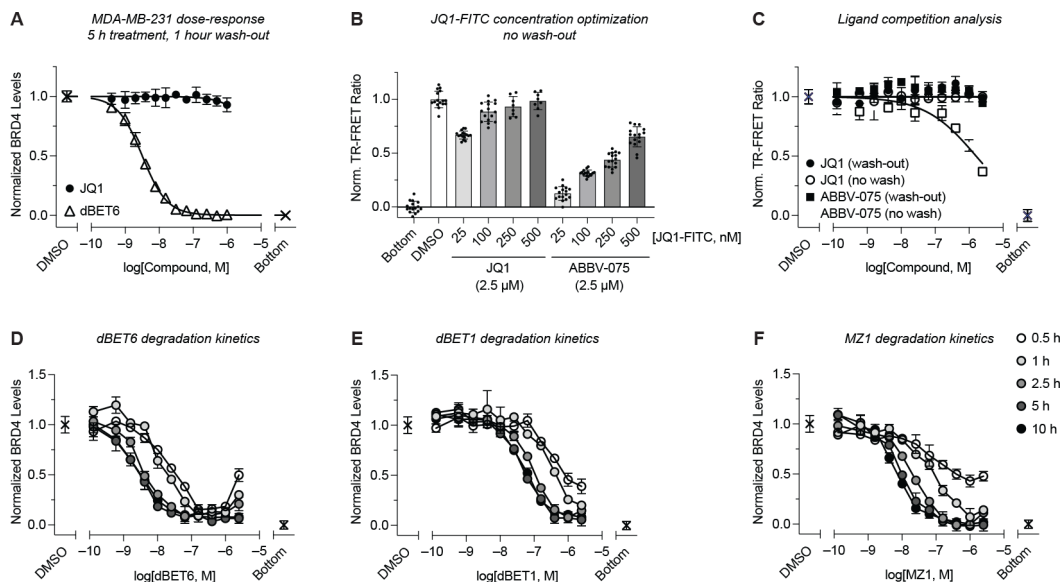 A
MDA-MB-231 dose-response
5 h treatment, 1 hour wash-out
Normalized BRD4 Levels
1.0
0.5
0.0
JQ1
dBET6
DMSO
−10 −9 −8 −7 −6 −5
Bottom
log[Compound, M]
B
JQ1-FITC concentration optimization
no wash-out
Norm. TR-FRET Ratio
1.5
1.0
0.5
0.0
Bottom
DMSO
25
100
250
500
25
100
250
500
[JQ1-FITC, nM]
JQ1
(2.5 µM)
ABBV-075
(2.5 µM)
C
Ligand competition analysis
Norm. TR-FRET Ratio
1.0
0.5
0.0
JQ1 (wash-out)
JQ1 (no wash)
ABBV-075 (wash-out)
ABBV-075 (no wash)
DMSO
−10 −9 −8 −7 −6 −5
Bottom
log[Compound, M]
D
dBET6 degradation kinetics
Normalized BRD4 Levels
1.5
1.0
0.5
0.0
DMSO
−10 −9 −8 −7 −6 −5
Bottom
log[dBET6, M]
E
dBET1 degradation kinetics
Normalized BRD4 Levels
1.5
1.0
0.5
0.0
DMSO
−10 −9 −8 −7 −6 −5
Bottom
log[dBET1, M]
F
MZ1 degradation kinetics
Normalized BRD4 Levels
1.5
1.0
0.5
0.0
DMSO
−10 −9 −8 −7 −6 −5
Bottom
log[MZ1, M]
0.5 h
1 h
2.5 h
5 h
10 h